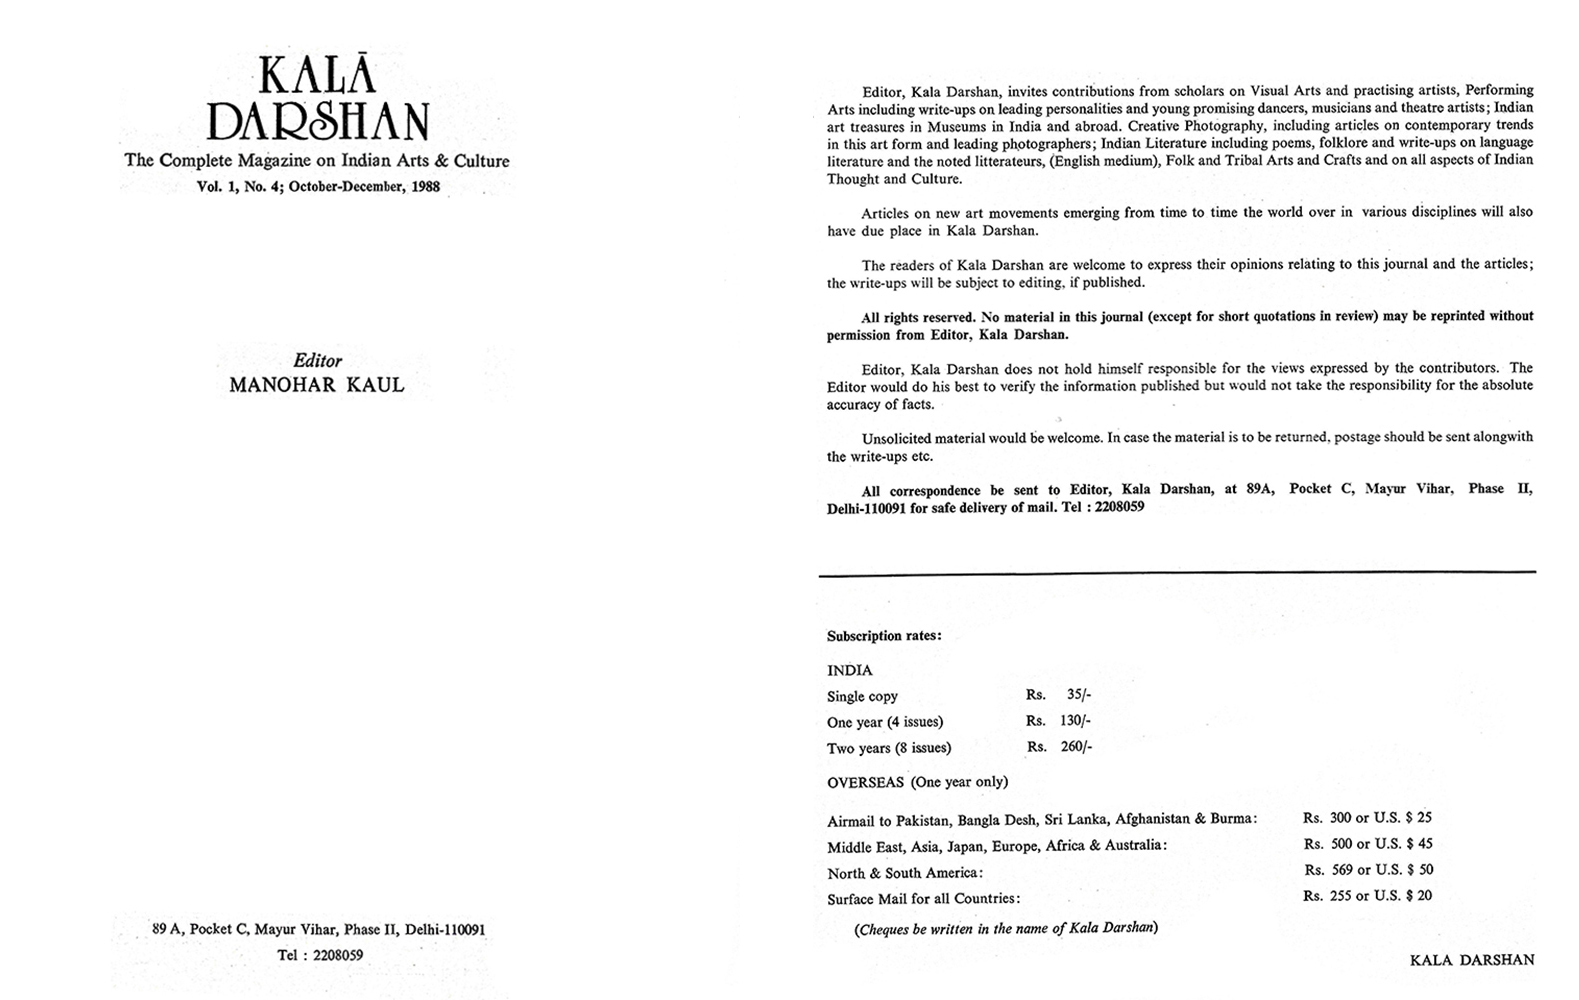 KALĀ
DARSHAN
The Complete Magazine on Indian Arts & Culture
Vol. 1, No. 4; October-December, 1988
Editor
MANOHAR KAUL
89 A, Pocket C, Mayur Vihar, Phase II, Delhi-110091
Tel : 2208059
Editor, Kala Darshan, invites contributions from scholars on Visual Arts and practising artists, Performing
Arts including write-ups on leading personalities and young promising dancers, musicians and theatre artists; Indian
art treasures in Museums in India and abroad. Creative Photography, including articles on contemporary trends
in this art form and leading photographers; Indian Literature including poems, folklore and write-ups on language
literature and the noted litterateurs, (English medium), Folk and Tribal Arts and Crafts and on all aspects of Indian
Thought and Culture.
Articles on new art movements emerging from time to time the world over in various disciplines will also
have due place in Kala Darshan.
The readers of Kala Darshan are welcome to express their opinions relating to this journal and the articles;
the write-ups will be subject to editing, if published.
All rights reserved. No material in this journal (except for short quotations in review) may be reprinted without
permission from Editor, Kala Darshan.
Editor, Kala Darshan does not hold himself responsible for the views expressed by the contributors. The
Editor would do his best to verify the information published but would not take the responsibility for the absolute
accuracy of facts.
Unsolicited material would be welcome. In case the material is to be returned, postage should be sent alongwith
the write-ups etc.
All correspondence be sent to Editor, Kala Darshan, at 89A, Pocket C, Mayur Vihar, Phase II,
Delhi-110091 for safe delivery of mail. Tel : 2208059
Subscription rates:
INDIA
Single copy Rs. 35/-
One year (4 issues) Rs. 130/-
Two years (8 issues) Rs. 260/-
OVERSEAS (One year only)
Airmail to Pakistan, Bangla Desh, Sri Lanka, Afghanistan & Burma: Rs. 300 or U.S. $ 25
Middle East, Asia, Japan, Europe, Africa & Australia: Rs. 500 or U.S. $ 45
North & South America: Rs. 569 or U.S. $ 50
Surface Mail for all Countries: Rs. 255 or U.S. $ 20
(Cheques be written in the name of Kala Darshan)
KALA DARSHAN